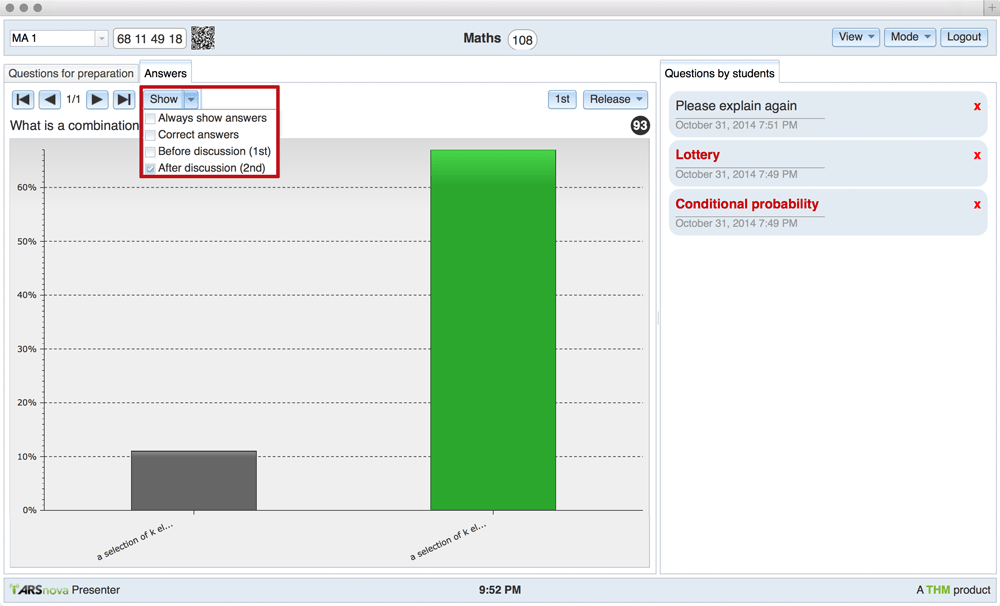 MA 1
68 11 49 18
Maths 108
View
Mode
Logout
Questions for preparation
Answers
1/1
Show
1st
Release
Always show answers
Correct answers
Before discussion (1st)
After discussion (2nd)
What is a combination
93
60%
50%
40%
30%
20%
10%
0%
a selection of k el...
a selection of k el...
Questions by students
Please explain again
x
October 31, 2014 7:51 PM
Lottery
x
October 31, 2014 7:49 PM
Conditional probability
x
October 31, 2014 7:49 PM
ARSnova Presenter
9:52 PM
A THM product